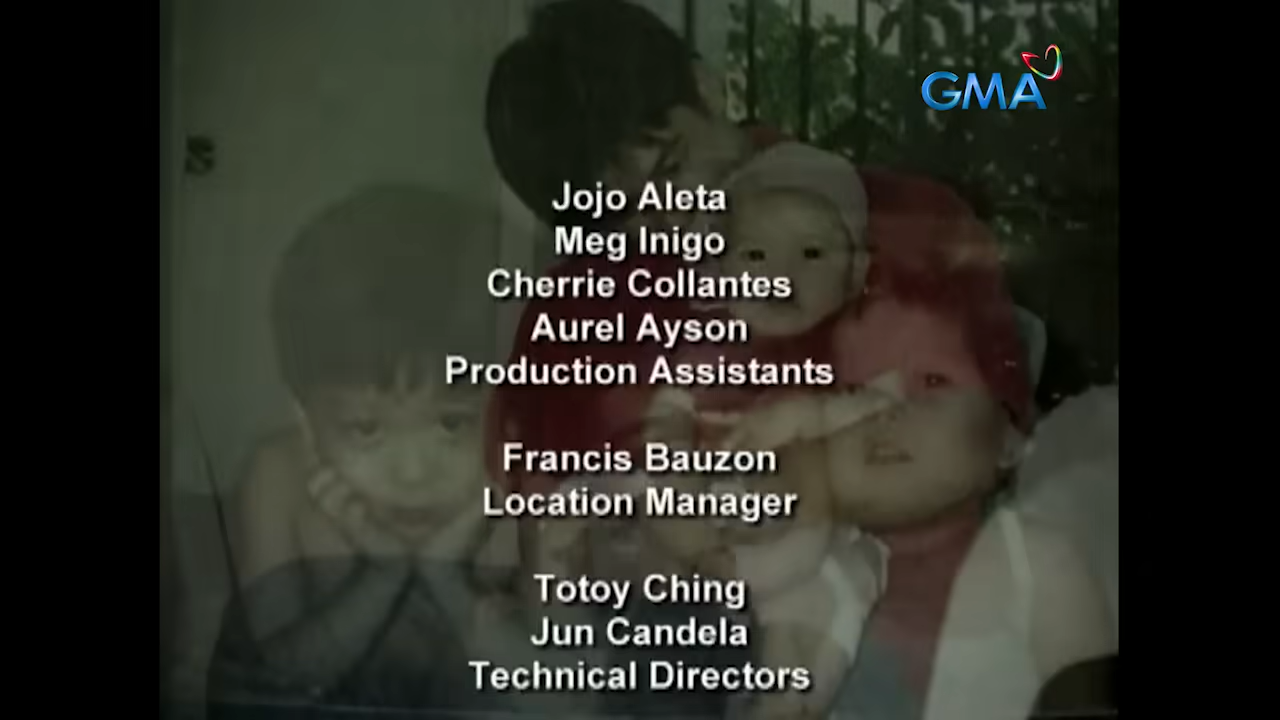 GMA
Jojo Aleta
Meg Inigo
Cherrie Collantes
Aurel Ayson
Production Assistants
Francis Bauzon
Location Manager
Totoy Ching
Jun Candela
Technical Directors